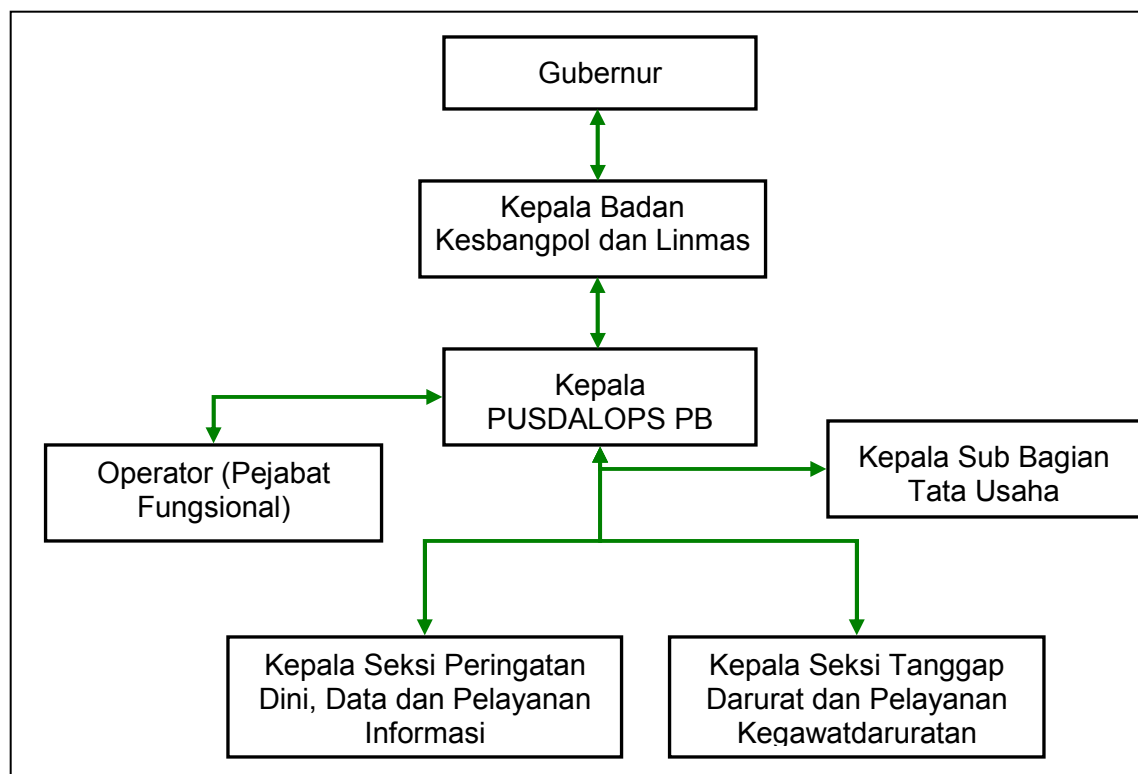 Gubernur
Kepala Badan
Kesbangpol dan Linmas
Kepala
PUSDALOPS PB
Operator (Pejabat
Fungsional)
Kepala Sub Bagian
Tata Usaha
Kepala Seksi Peringatan
Dini, Data dan Pelayanan
Informasi
Kepala Seksi Tanggap
Darurat dan Pelayanan
Kegawatdaruratan